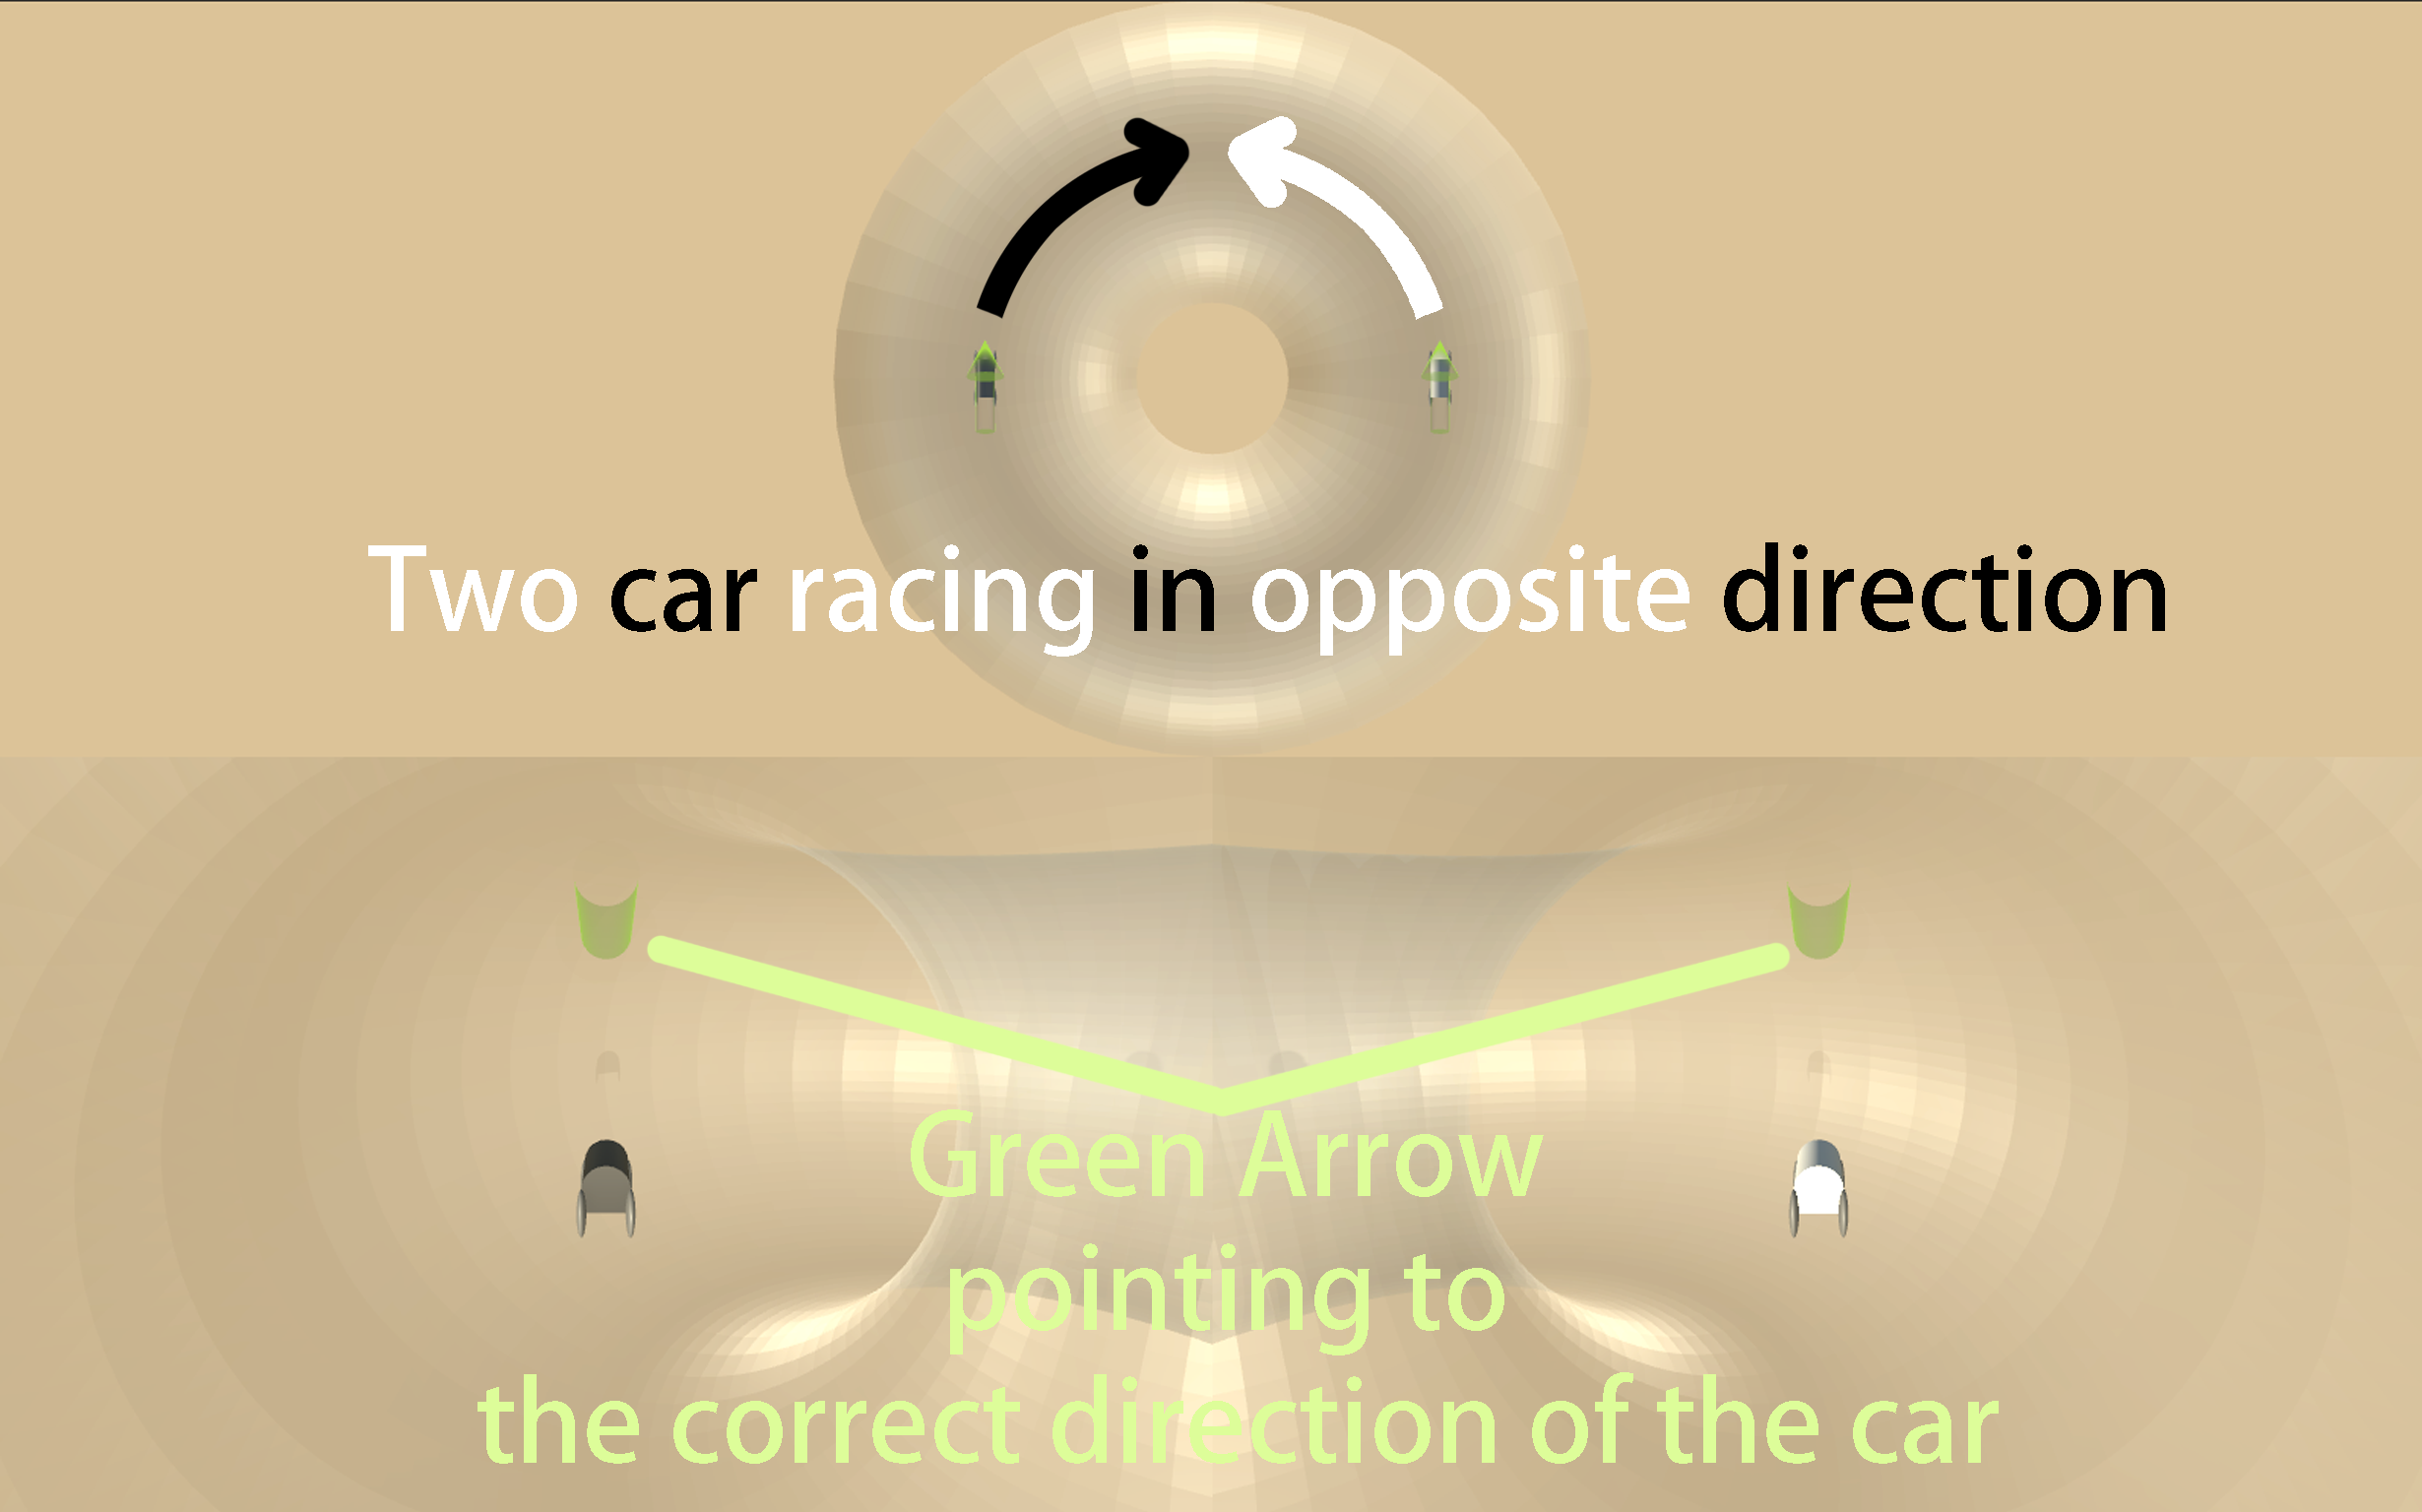 Two car racing in opposite direction
Green Arrow
pointing to
the correct direction of the car